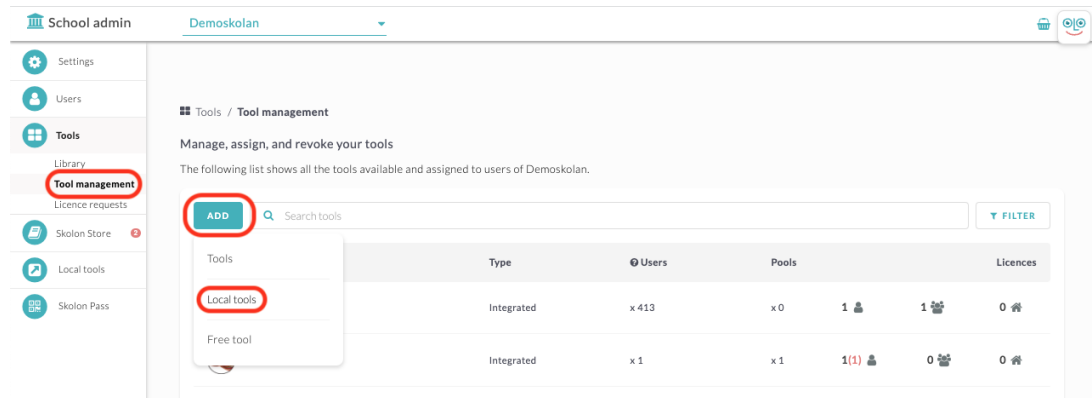 School admin
Demoskolan
Settings
Users
Tools
Library
Tool management
Licence requests
Skolon Store 2
Local tools
Skolon Pass
Tools / Tool management
Manage, assign, and revoke your tools
The following list shows all the tools available and assigned to users of Demoskolan.
ADD
Search tools
FILTER
Tools
Local tools
Free tool
Type Users Pools Licences
Integrated x 413 x 0 1 1 0
Integrated x 1 x 1 1(1) 0 0